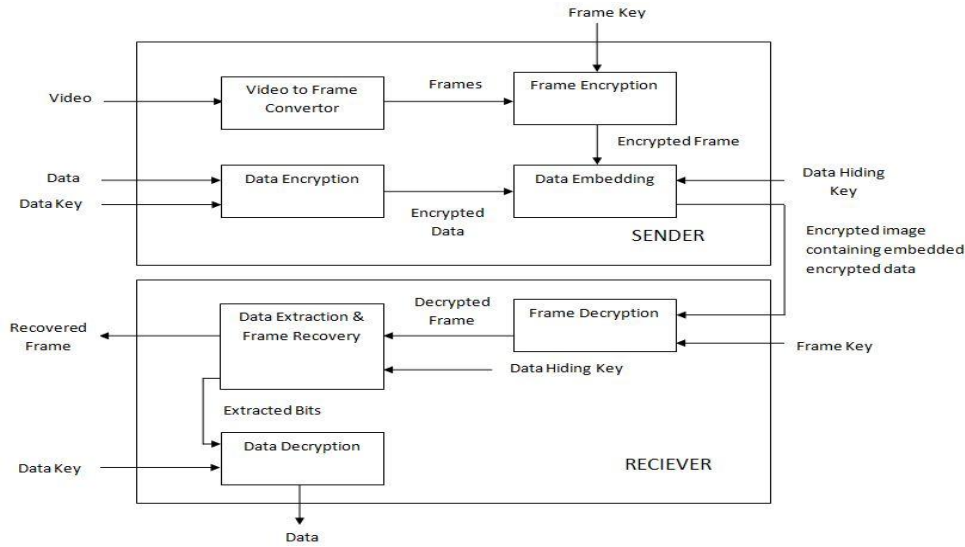 Frame Key
Video to Frame
Convertor
Frames
Frame Encryption
Video
Encrypted Frame
Data
Data Encryption
Data Embedding
Data Hiding
Key
Data Key
Encrypted
Data
SENDER
Encrypted image
containing embedded
encrypted data
Recovered
Frame
Data Extraction &
Frame Recovery
Decrypted
Frame
Frame Decryption
Frame Key
Data Hiding Key
Extracted Bits
Data Decryption
Data Key
RECIEVER
Data